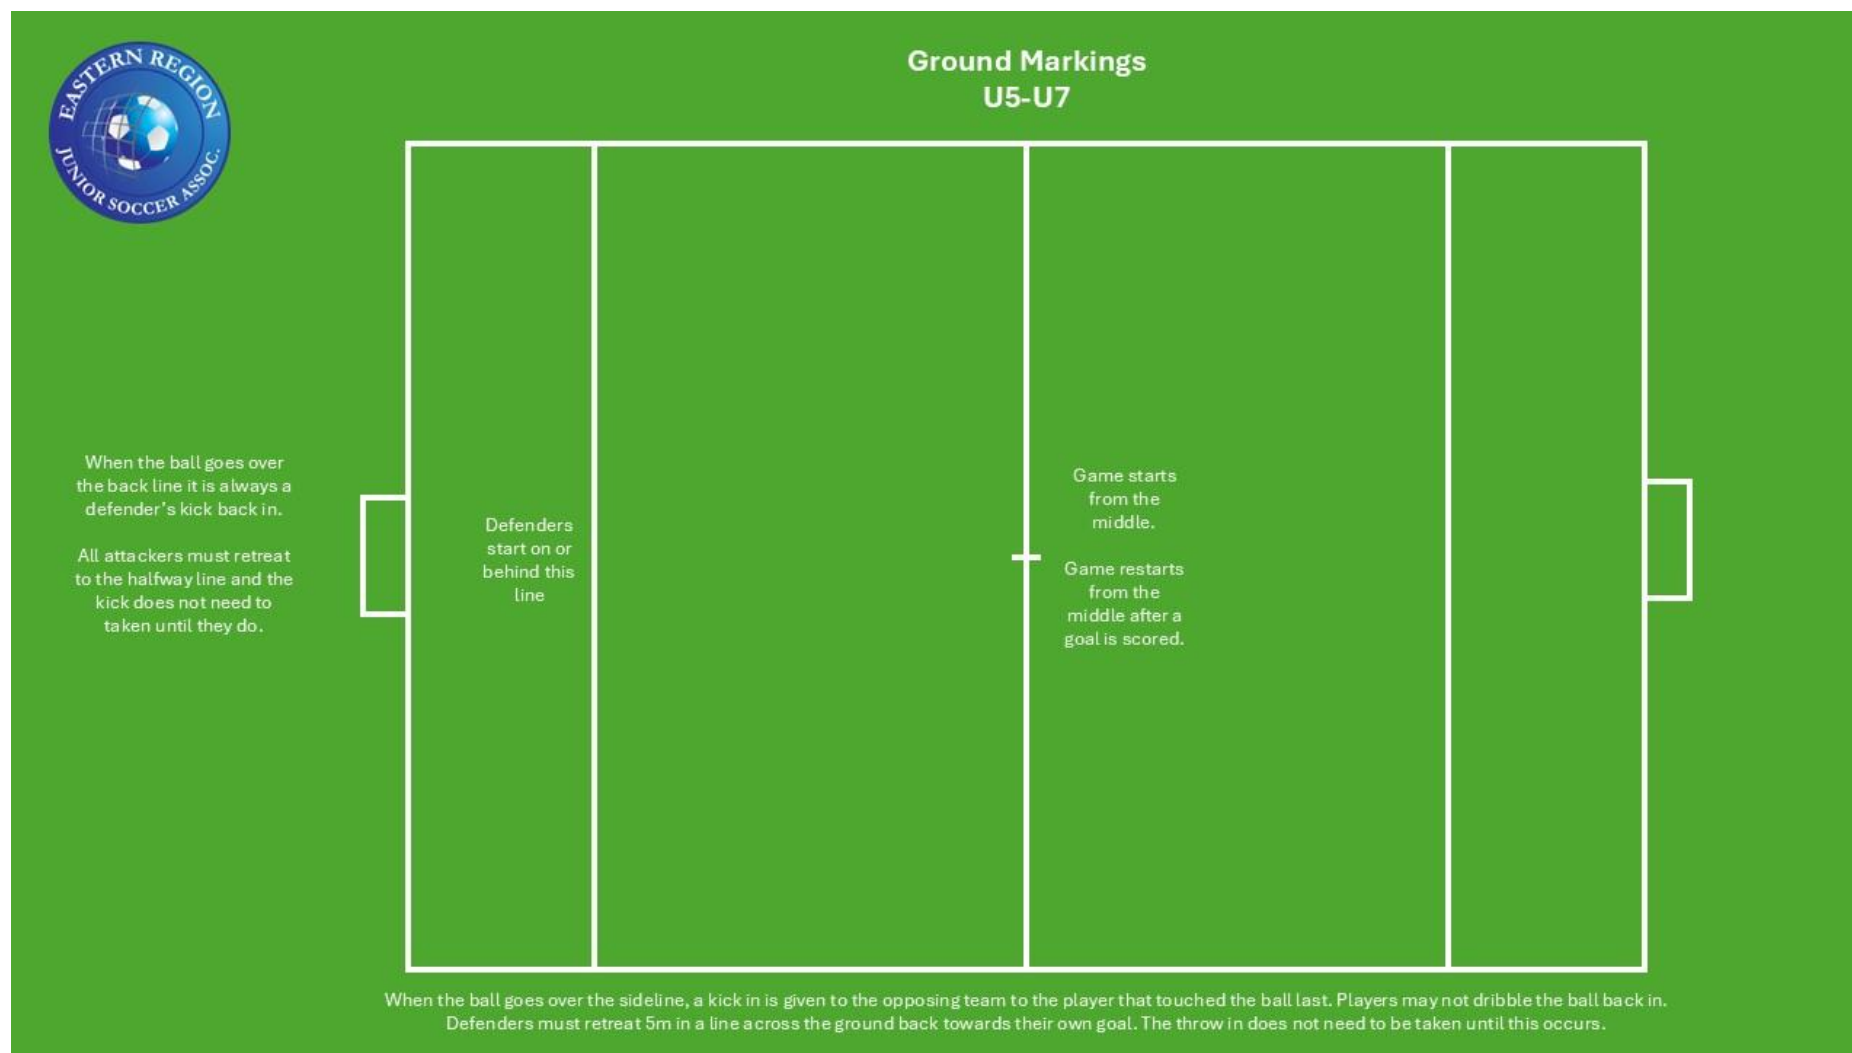 EASTERN REGION
JUNIOR SOCCER ASSOC.
Ground Markings
U5-U7
When the ball goes over
the back line it is always a
defender's kick back in.
All attackers must retreat
to the halfway line and the
kick does not need to
taken until they do.
Defenders
start on or
behind this
line
Game starts
from the
middle.
Game restarts
from the
middle after a
goal is scored.
When the ball goes over the sideline, a kick in is given to the opposing team to the player that touched the ball last. Players may not dribble the ball back in.
Defenders must retreat 5m in a line across the ground back towards their own goal. The throw in does not need to be taken until this occurs.